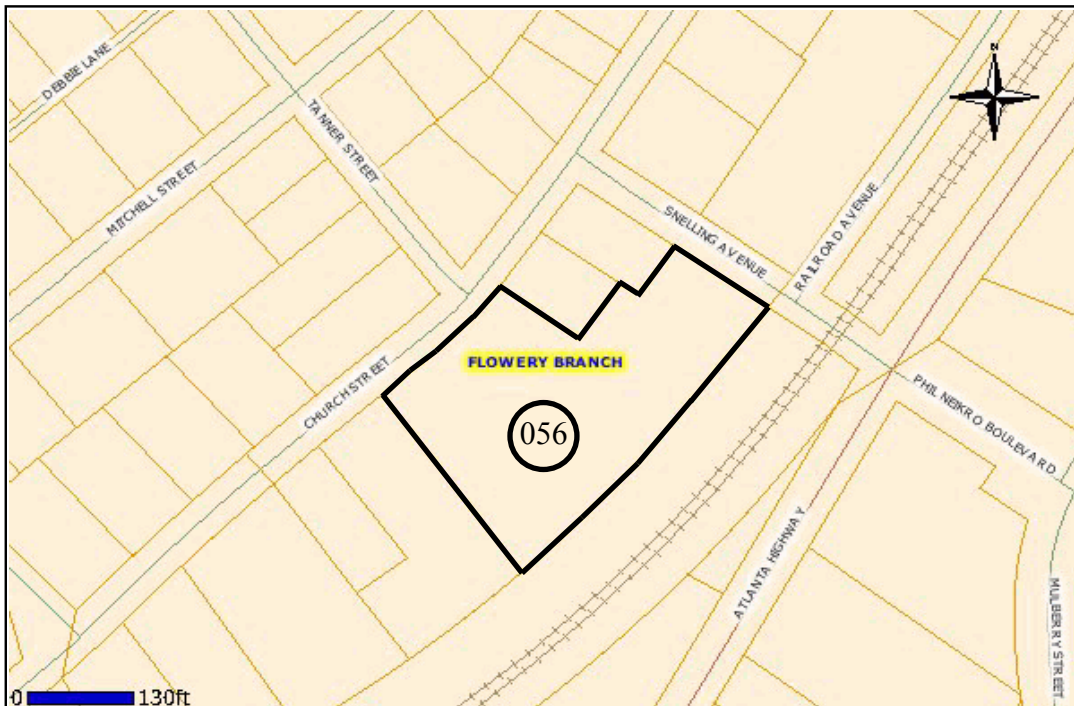 N
DEBBIE LANE
TANNER STREET
MITCHELL STREET
SNELLING AVENUE
RAILROAD AVENUE
FLOWERY BRANCH
CHURCH STREET
PHIL NEIKRO BOULEVARD
056
ATLANTA HIGHWAY
MULBERRY STREET
0 130ft